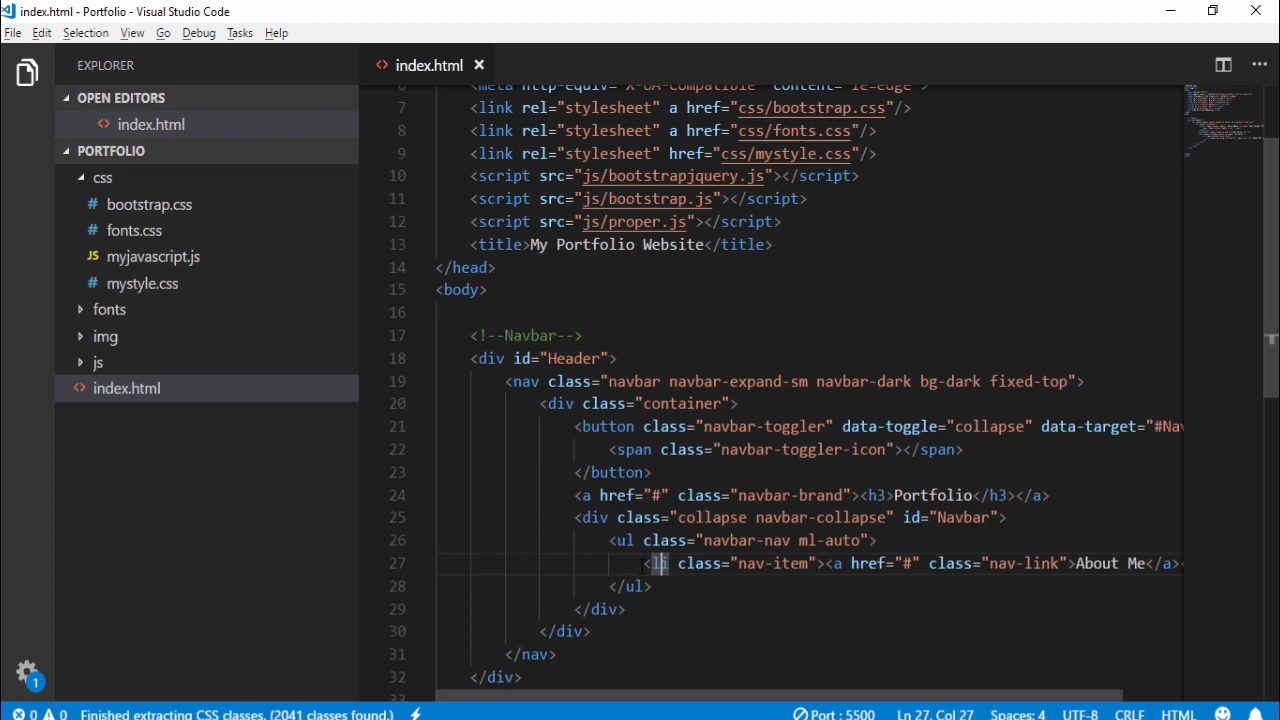 index.html - Portfolio - Visual Studio Code
File Edit Selection View Go Debug Tasks Help
EXPLORER
index.html
OPEN EDITORS
index.html
PORTFOLIO
css
bootstrap.css
fonts.css
myjavascript.js
mystyle.css
fonts
img
js
index.html
7 <link rel="stylesheet" a href="css/bootstrap.css"/>
8 <link rel="stylesheet" a href="css/fonts.css"/>
9 <link rel="stylesheet" href="css/mystyle.css"/>
10 <script src="js/bootstrapjquery.js"></script>
11 <script src="js/bootstrap.js"></script>
12 <script src="js/proper.js"></script>
13 <title>My Portfolio Website</title>
14 </head>
15 <body>
16
17 <!--Navbar-->
18 <div id="Header">
19 <nav class="navbar navbar-expand-sm navbar-dark bg-dark fixed-top">
20 <div class="container">
21 <button class="navbar-toggler" data-toggle="collapse" data-target="#Nav
22 <span class="navbar-toggler-icon"></span>
23 </button>
24 <a href="#" class="navbar-brand"><h3>Portfolio</h3></a>
25 <div class="collapse navbar-collapse" id="Navbar">
26 <ul class="navbar-nav ml-auto">
27 <li class="nav-item"><a href="#" class="nav-link">About Me</a><
28 </ul>
29 </div>
30 </div>
31 </nav>
32 </div>
33
1
0 0 Finished extracting CSS classes. (2041 classes found.) Port : 5500 Ln 27, Col 27 Spaces: 4 UTF-8 CRLF HTML